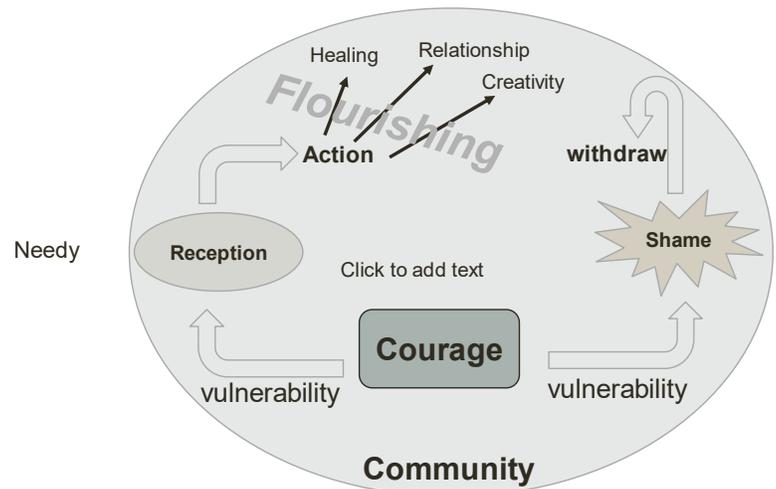 Healing
Relationship
Creativity
Flourishing
Action
withdraw
Needy
Reception
Shame
Click to add text
Courage
vulnerability
vulnerability
Community